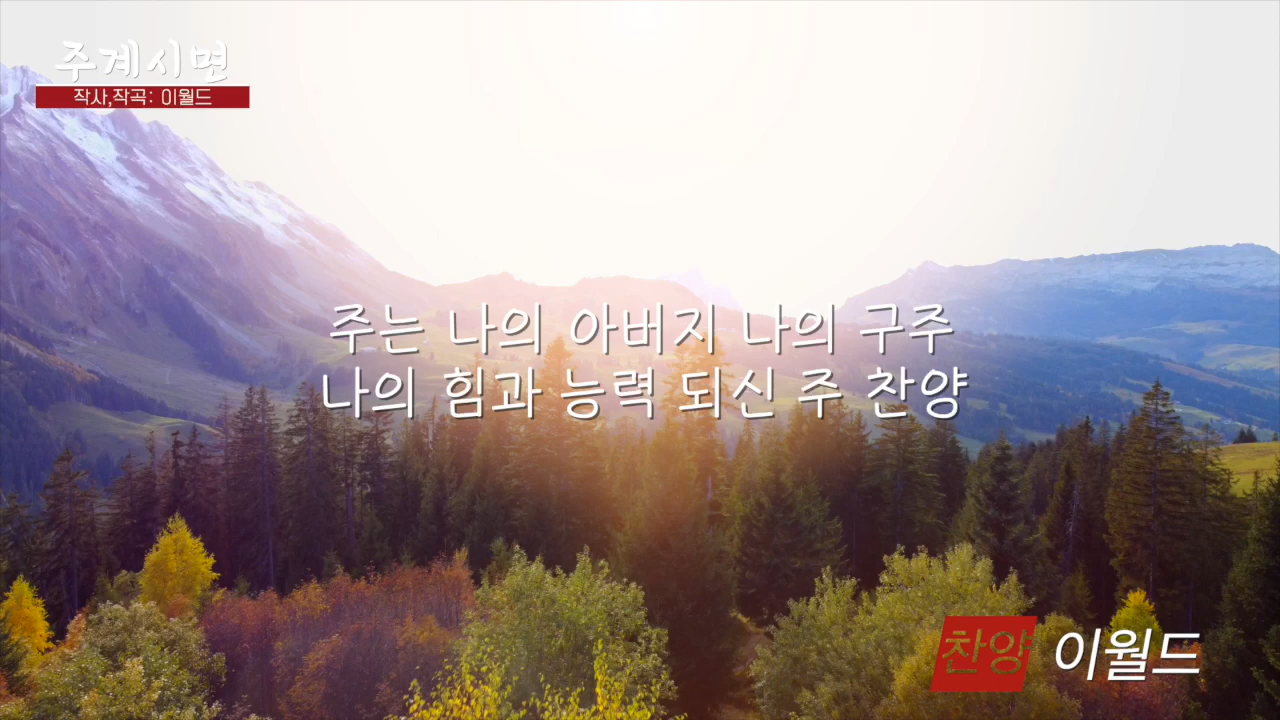 주계시면
작사,작곡: 이월드
주는 나의 아버지 나의 구주
나의 힘과 능력 되신 주 찬양
찬양 이월드